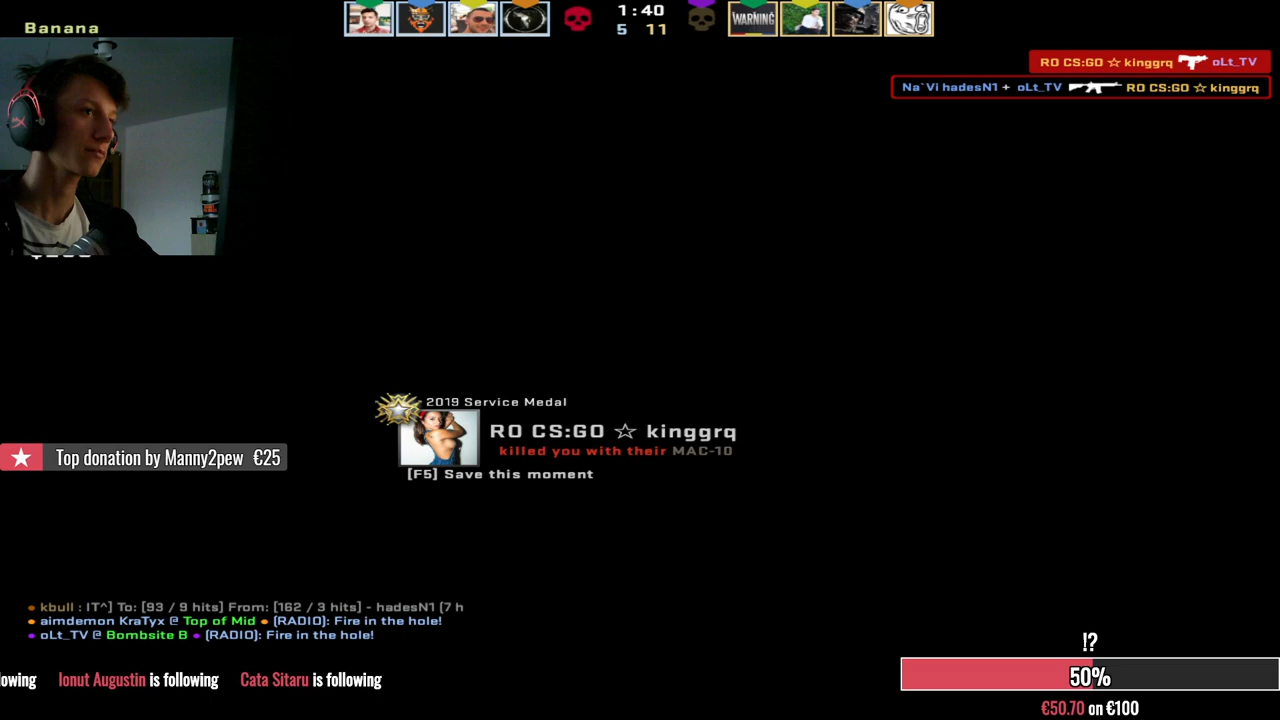 Banana
1:40
5 11
WARNING
RO CS:GO ☆ kinggrq oLt_TV
Na`Vi hadesN1 + oLt_TV RO CS:GO ☆ kinggrq
2019 Service Medal
RO CS:GO ☆ kinggrq
killed you with their MAC-10
[F5] Save this moment
Top donation by Manny2pew €25
kbull : IT^] To: [93 / 9 hits] From: [162 / 3 hits] - hadesN1 (7 h
aimdemon KraTyx @ Top of Mid (RADIO): Fire in the hole!
oLt_TV @ Bombsite B (RADIO): Fire in the hole!
lowing Ionut Augustin is following Cata Sitaru is following
!?
50%
€50.70 on €100